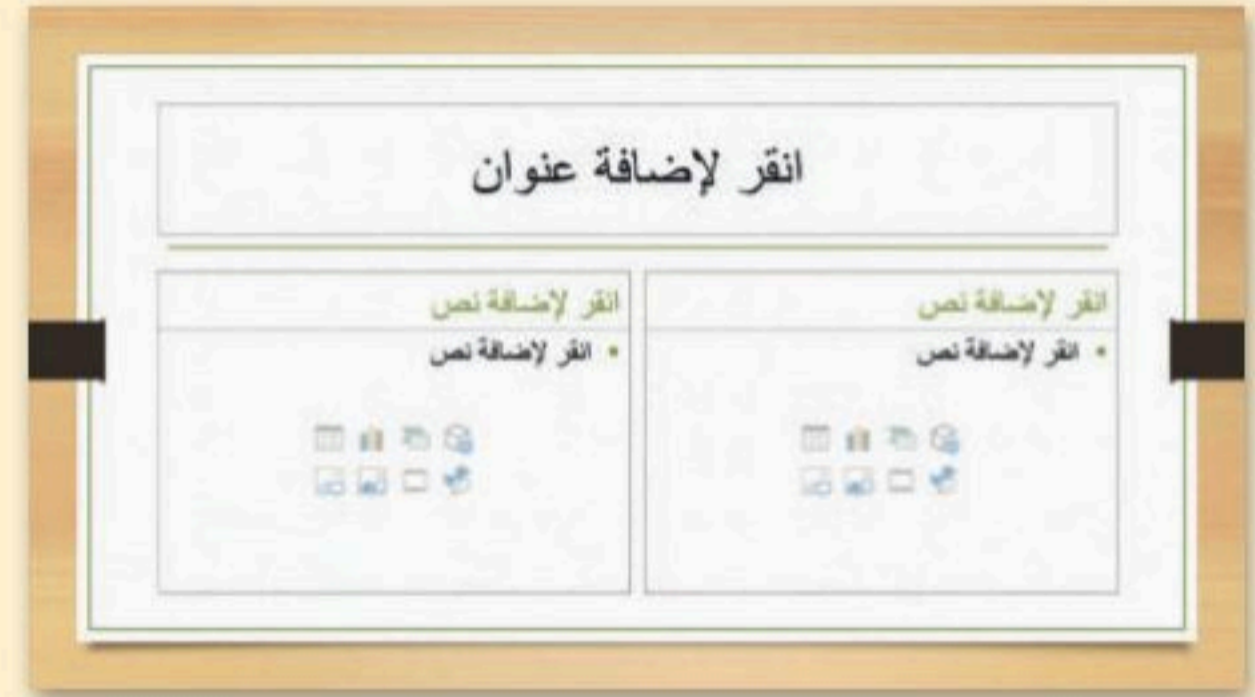 انقر لإضافة عنوان
انقر لإضافة نص
• انقر لإضافة نص
انقر لإضافة نص
• انقر لإضافة نص